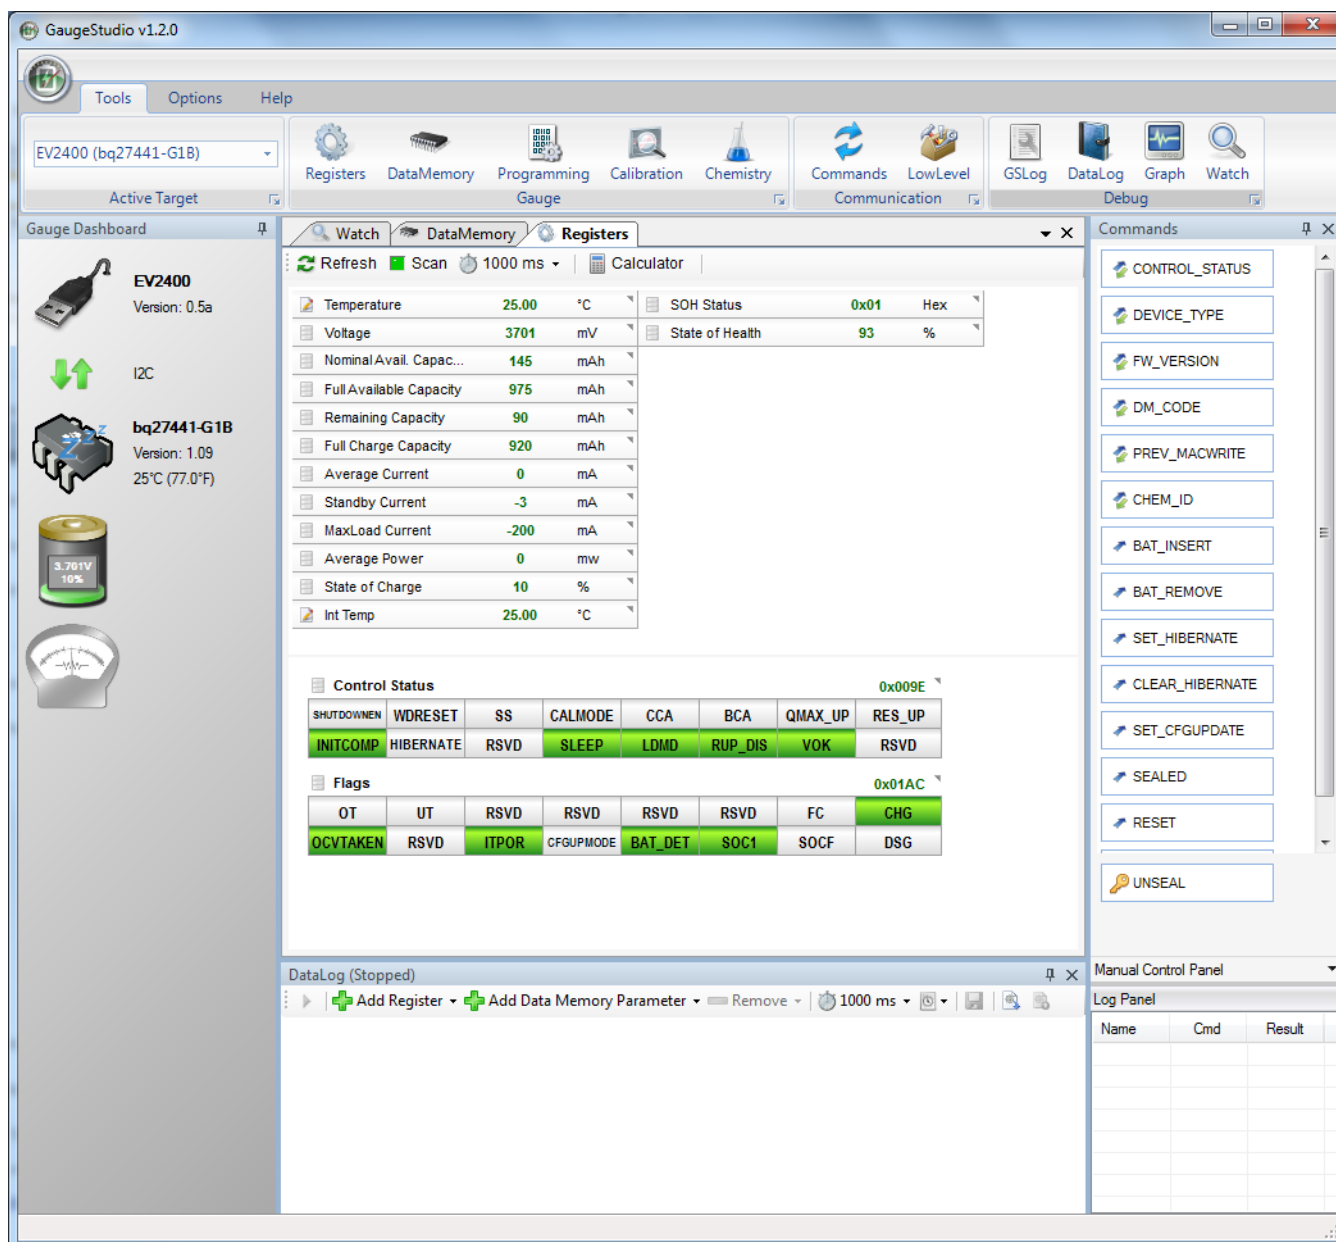 GaugeStudio v1.2.0
Tools Options Help
EV2400 (bq27441-G1B)
Registers DataMemory Programming Calibration Chemistry Commands LowLevel GSLog DataLog Graph Watch
Active Target Gauge Communication Debug
Gauge Dashboard
EV2400
Version: 0.5a
I2C
bq27441-G1B
Version: 1.09
25°C (77.0°F)
3.701V
10%
Watch DataMemory Registers
Refresh Scan 1000 ms Calculator
Temperature 25.00 °C SOH Status 0x01 Hex
Voltage 3701 mV State of Health 93 %
Nominal Avail. Capac... 145 mAh
Full Available Capacity 975 mAh
Remaining Capacity 90 mAh
Full Charge Capacity 920 mAh
Average Current 0 mA
Standby Current -3 mA
MaxLoad Current -200 mA
Average Power 0 mw
State of Charge 10 %
Int Temp 25.00 °C
Control Status 0x009E
SHUTDOWNEN WDRESET SS CALMODE CCA BCA QMAX_UP RES_UP
INITCOMP HIBERNATE RSVD SLEEP LDMD RUP_DIS VOK RSVD
Flags 0x01AC
OT UT RSVD RSVD RSVD RSVD FC CHG
OCVTAKEN RSVD ITPOR CFGUPMODE BAT_DET SOC1 SOCF DSG
DataLog (Stopped)
Add Register Add Data Memory Parameter Remove 1000 ms
Commands
CONTROL_STATUS
DEVICE_TYPE
FW_VERSION
DM_CODE
PREV_MACWRITE
CHEM_ID
BAT_INSERT
BAT_REMOVE
SET_HIBERNATE
CLEAR_HIBERNATE
SET_CFGUPDATE
SEALED
RESET
UNSEAL
Manual Control Panel
Log Panel
Name Cmd Result